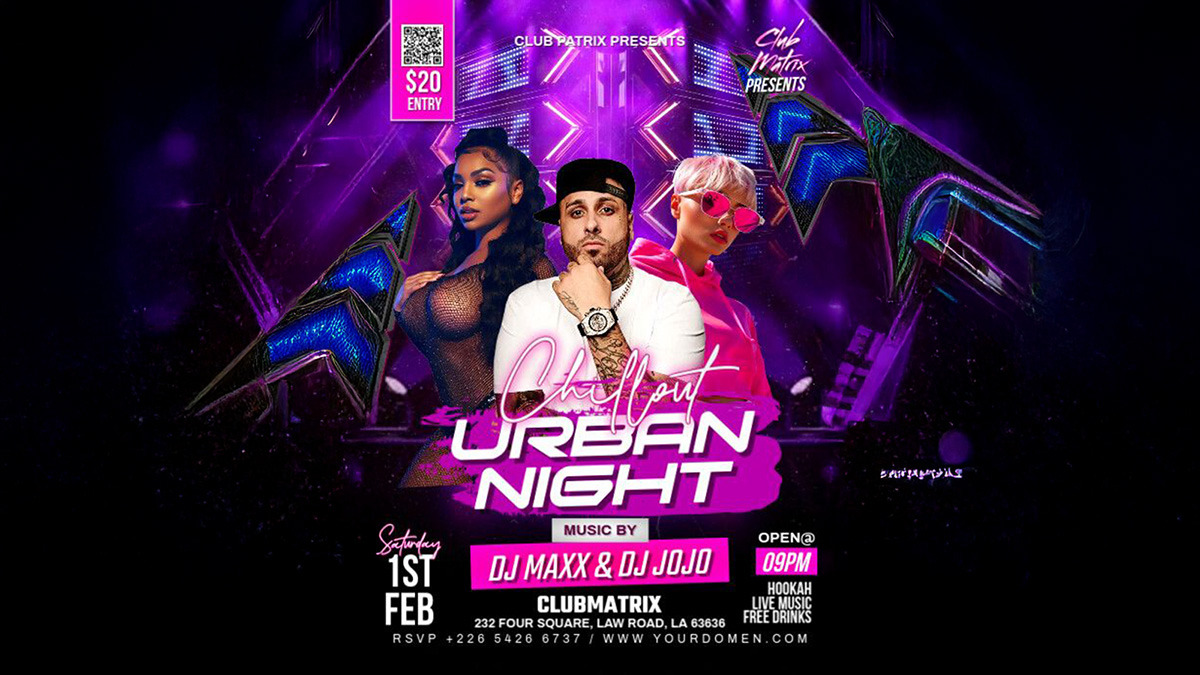 $20
ENTRY
CLUB PATRIX PRESENTS
Club
Matrix
PRESENTS
Chillout
URBAN
NIGHT
MUSIC BY
DJ MAXX & DJ JOJO
Saturday
1ST
FEB
OPEN@
09PM
HOOKAH
LIVE MUSIC
FREE DRINKS
CLUBMATRIX
232 FOUR SQUARE, LAW ROAD, LA 63636
RSVP +226 5426 6737 / WWW YOURDOMEN.COM